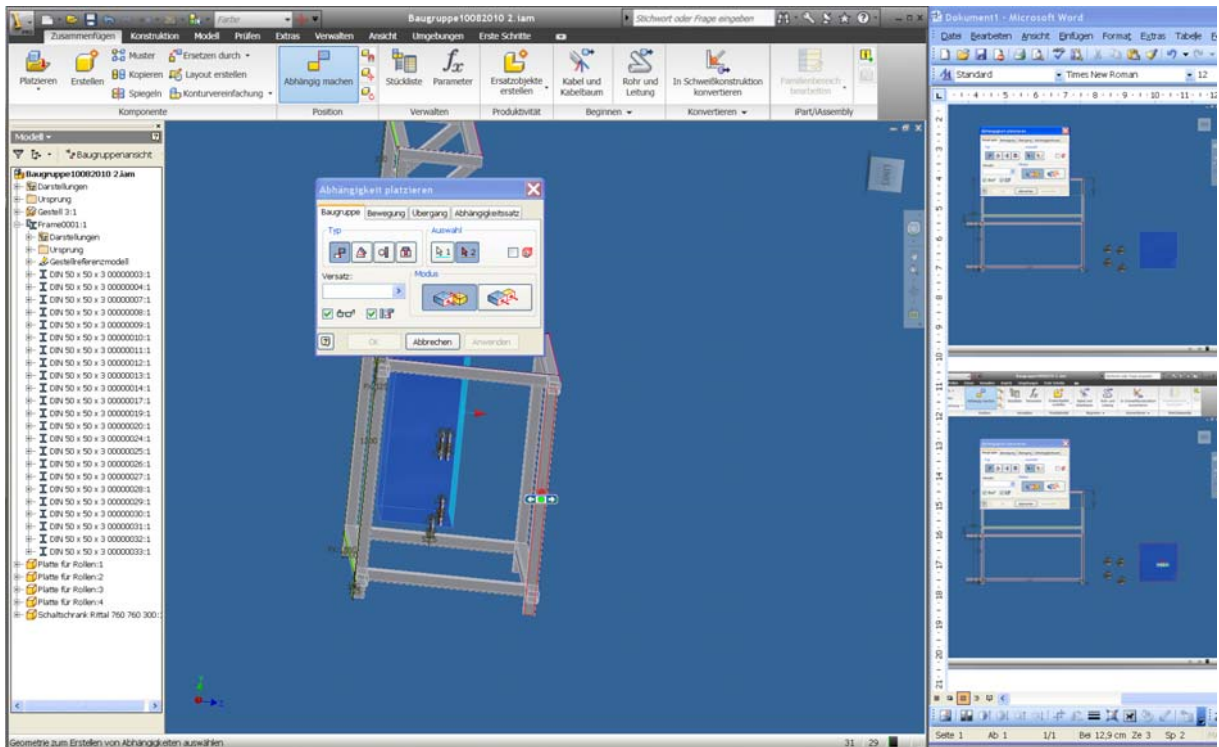 Farbe
Baugruppe10082010 2.iam
Stichwort oder Frage eingeben
Zusammenfügen Konstruktion Modell Prüfen Extras Verwalten Ansicht Umgebungen Erste Schritte
Platzieren
Erstellen
Muster
Kopieren
Spiegeln
Ersetzen durch
Layout erstellen
Konturvereinfachung
Abhängig machen
Stückliste
Parameter
Ersatzobjekte erstellen
Kabel und Kabelbaum
Rohr und Leitung
In Schweißkonstruktion konvertieren
Familienbereich bearbeiten
Komponente Position Verwalten Produktivität Beginnen Konvertieren iPart/iAssembly
Modell
Baugruppenansicht
Baugruppe10082010 2.iam
Darstellungen
Ursprung
Gestell 3:1
Frame0001:1
Darstellungen
Ursprung
Gestellreferenzmodell
DIN 50 x 50 x 3 00000003:1
DIN 50 x 50 x 3 00000004:1
DIN 50 x 50 x 3 00000007:1
DIN 50 x 50 x 3 00000008:1
DIN 50 x 50 x 3 00000009:1
DIN 50 x 50 x 3 00000010:1
DIN 50 x 50 x 3 00000011:1
DIN 50 x 50 x 3 00000012:1
DIN 50 x 50 x 3 00000013:1
DIN 50 x 50 x 3 00000014:1
DIN 50 x 50 x 3 00000017:1
DIN 50 x 50 x 3 00000019:1
DIN 50 x 50 x 3 00000020:1
DIN 50 x 50 x 3 00000024:1
DIN 50 x 50 x 3 00000025:1
DIN 50 x 50 x 3 00000026:1
DIN 50 x 50 x 3 00000027:1
DIN 50 x 50 x 3 00000028:1
DIN 50 x 50 x 3 00000029:1
DIN 50 x 50 x 3 00000030:1
DIN 50 x 50 x 3 00000031:1
DIN 50 x 50 x 3 00000032:1
DIN 50 x 50 x 3 00000033:1
Platte für Rollen:1
Platte für Rollen:2
Platte für Rollen:3
Platte für Rollen:4
Schaltschrank Rittal 760 760 300:
Abhängigkeit platzieren
Baugruppe Bewegung Übergang Abhängigkeitssatz
Typ Auswahl
1 2
Versatz: Modus
OK Abbrechen Anwenden
Geometrie zum Erstellen von Abhängigkeiten auswählen
31 29
Dokument1 - Microsoft Word
Datei Bearbeiten Ansicht Einfügen Format Extras Tabelle
Standard Times New Roman 12
Seite 1 Ab 1 1/1 Bei 12,9 cm Ze 3 Sp 2